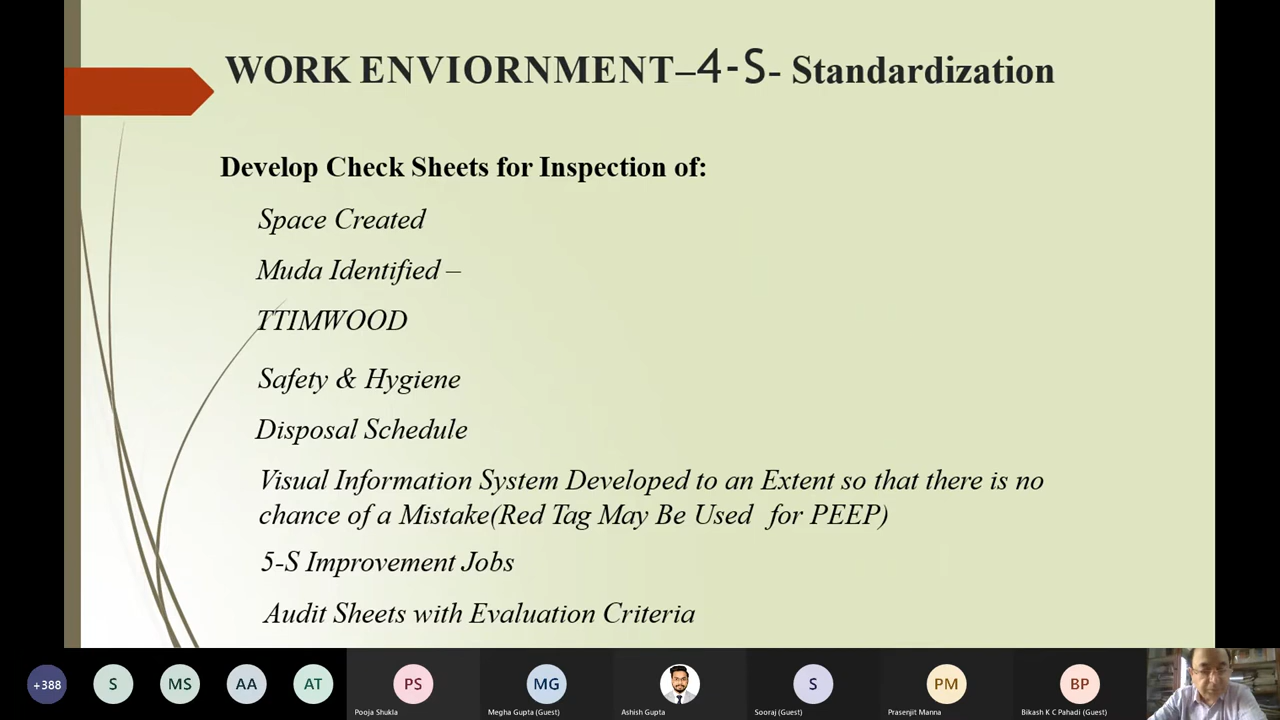 WORK ENVIORNMENT–4-S- Standardization
Develop Check Sheets for Inspection of:
Space Created
Muda Identified –
TTIMWOOD
Safety & Hygiene
Disposal Schedule
Visual Information System Developed to an Extent so that there is no
chance of a Mistake(Red Tag May Be Used for PEEP)
5-S Improvement Jobs
Audit Sheets with Evaluation Criteria
+388 S MS AA AT PS MG S PM BP
Pooja Shukla Megha Gupta (Guest) Ashish Gupta Sooraj (Guest) Prasenjit Manna Bikash K C Pahadi (Guest)